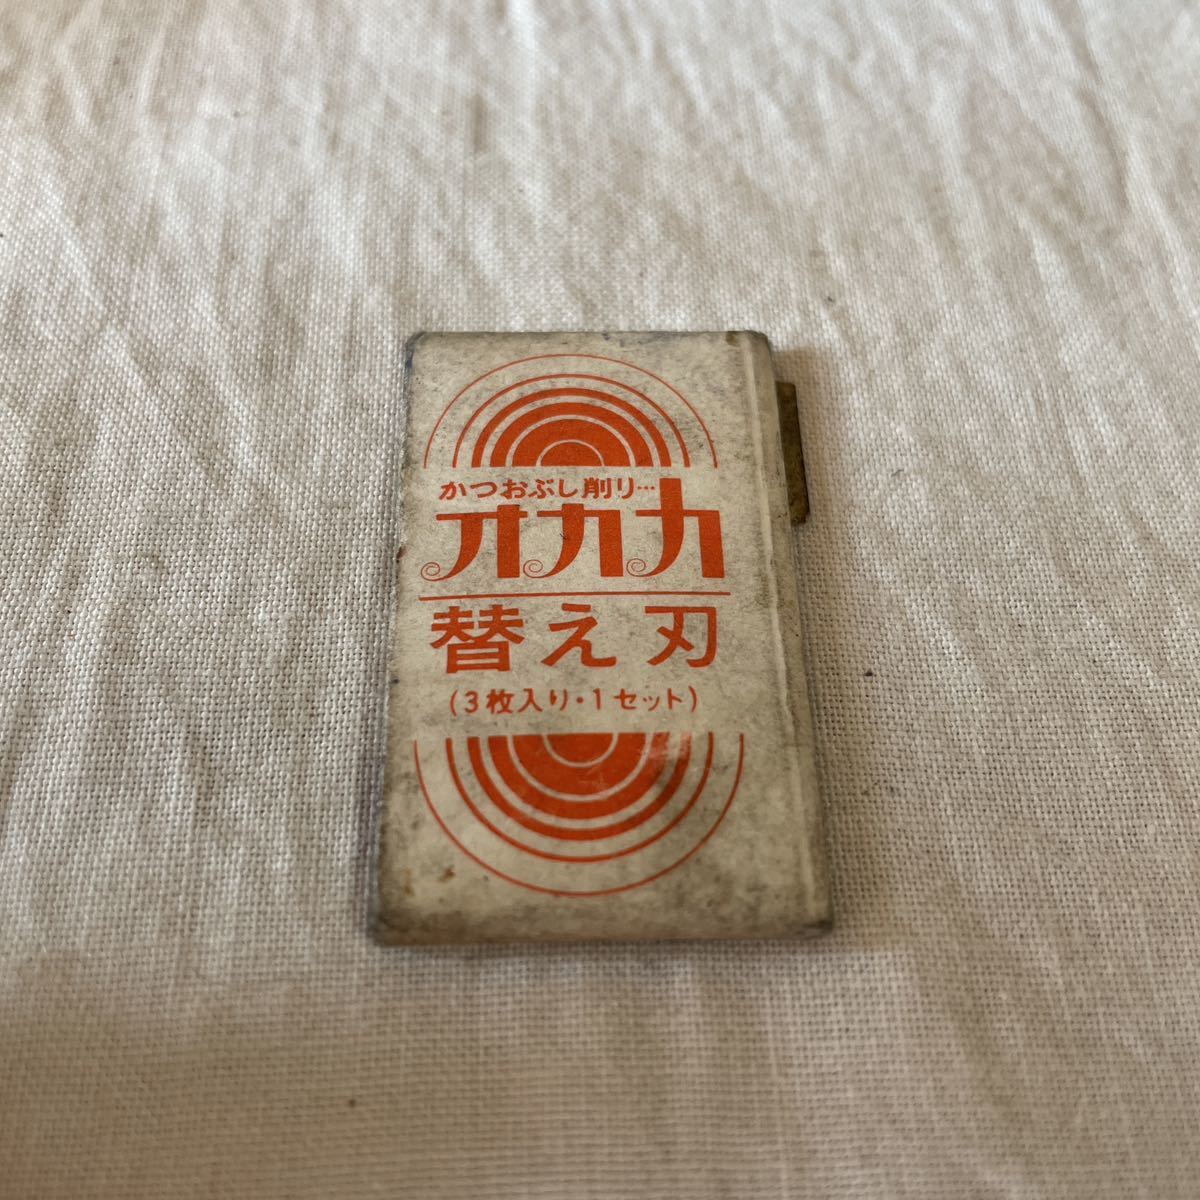 かつおぶし削り…
オカカ
替え刃
(3枚入り・1セット)